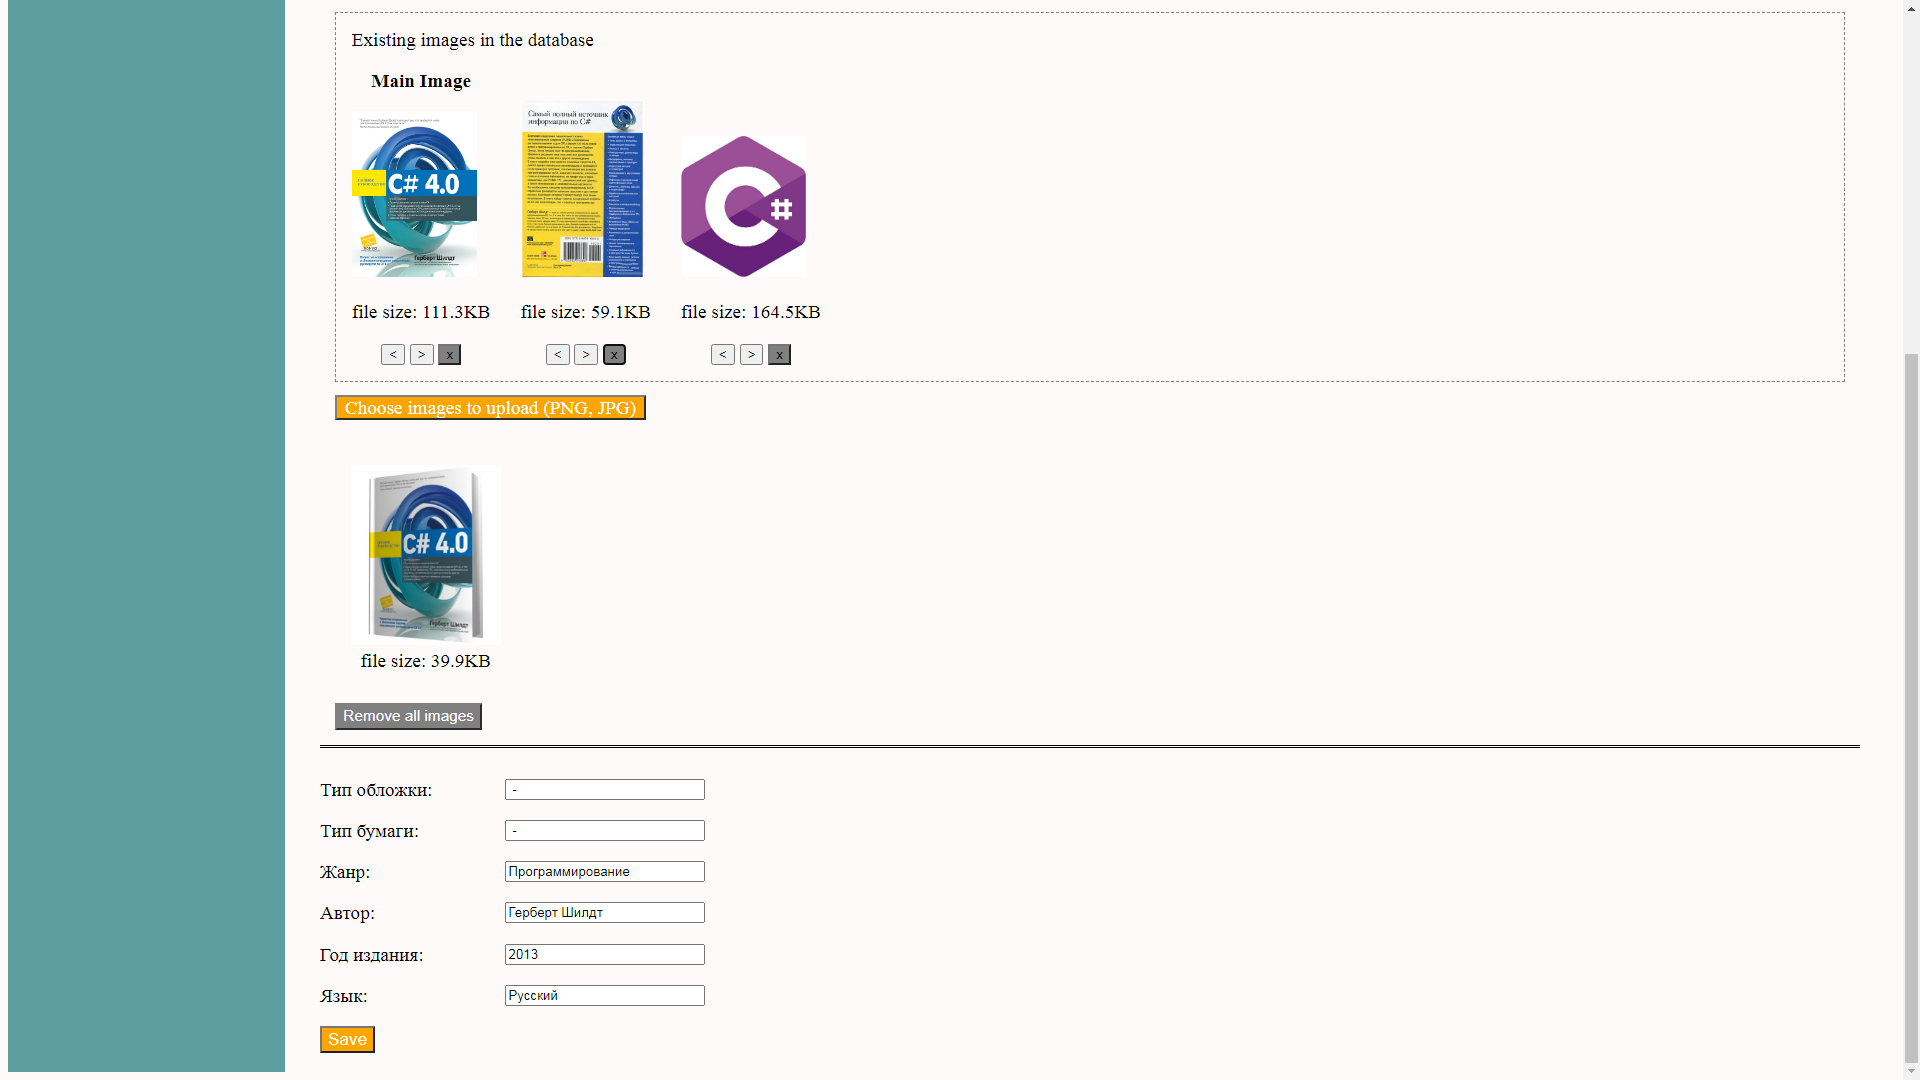 Existing images in the database
Main Image
C# 4.0
Герберт Шилдт
Самый полный источник
информации по C#
C#
file size: 111.3KB
file size: 59.1KB
file size: 164.5KB
< > x
< > x
< > x
Choose images to upload (PNG, JPG)
C# 4.0
Герберт Шилдт
file size: 39.9KB
Remove all images
Тип обложки: -
Тип бумаги: -
Жанр: Программирование
Автор: Герберт Шилдт
Год издания: 2013
Язык: Русский
Save